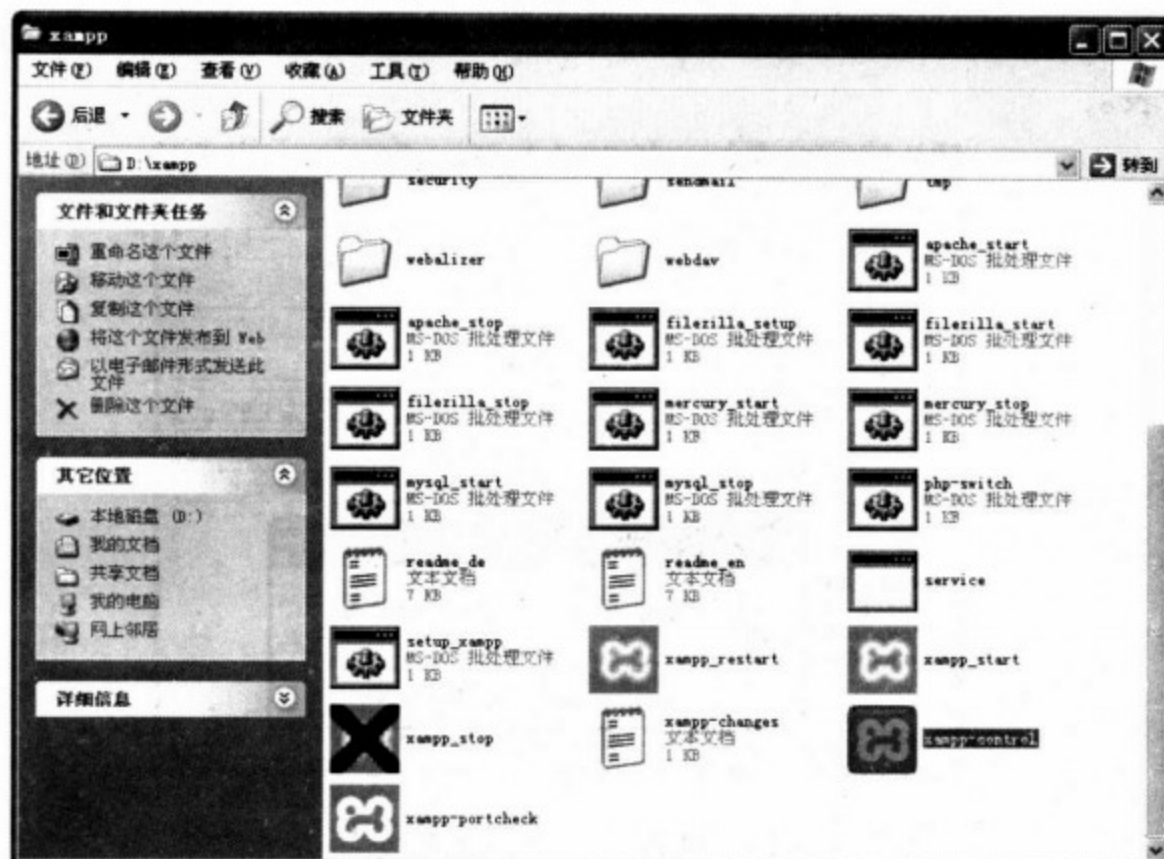 xampp
文件(F) 编辑(E) 查看(V) 收藏(A) 工具(T) 帮助(H)
后退 搜索 文件夹
地址(D) D:\xampp 转到
文件和文件夹任务
重命名这个文件
移动这个文件
复制这个文件
将这个文件发布到 Web
以电子邮件形式发送此
文件
删除这个文件
其它位置
本地磁盘 (D:)
我的文档
共享文档
我的电脑
网上邻居
详细信息
security sendmail tmp
webalizer webdav apache_start
MS-DOS 批处理文件
1 KB
apache_stop filezilla_setup filezilla_start
MS-DOS 批处理文件 MS-DOS 批处理文件 MS-DOS 批处理文件
1 KB 1 KB 1 KB
filezilla_stop mercury_start mercury_stop
MS-DOS 批处理文件 MS-DOS 批处理文件 MS-DOS 批处理文件
1 KB 1 KB 1 KB
mysql_start mysql_stop php-switch
MS-DOS 批处理文件 MS-DOS 批处理文件 MS-DOS 批处理文件
1 KB 1 KB 1 KB
readme_de readme_en service
文本文档 文本文档
7 KB 7 KB
setup_xampp xampp_restart xampp_start
MS-DOS 批处理文件
1 KB
xampp_stop xampp-changes xampp-control
文本文档
1 KB
xampp-portcheck